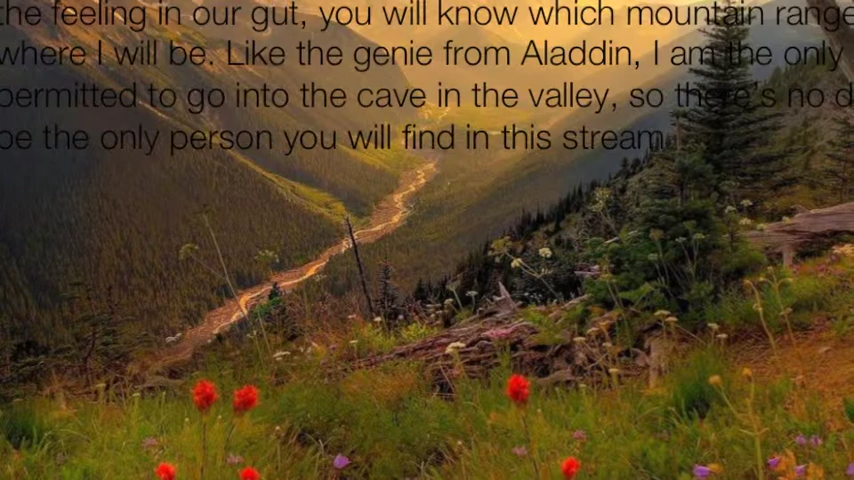 the feeling in our gut, you will know which mountain range
where I will be. Like the genie from Aladdin, I am the only
permitted to go into the cave in the valley, so there's no d
be the only person you will find in this stream.